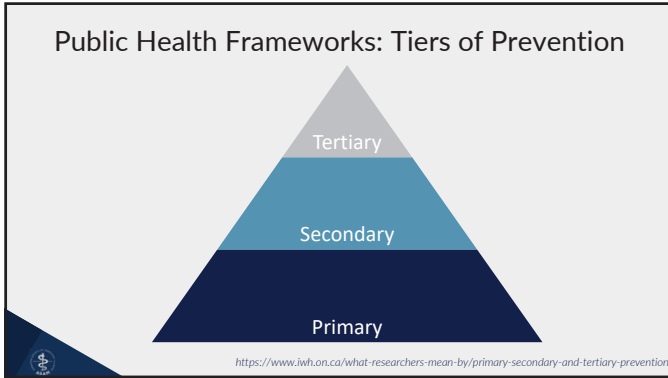 Public Health Frameworks: Tiers of Prevention
Tertiary
Secondary
Primary
https://www.iwh.on.ca/what-researchers-mean-by/primary-secondary-and-tertiary-prevention
ASAM